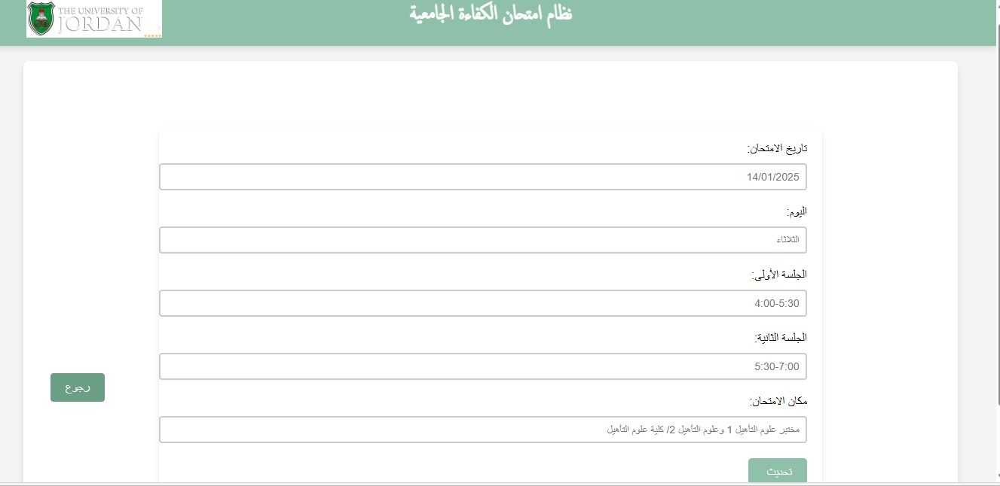 THE UNIVERSITY OF
JORDAN
نظام امتحان الكفاءة الجامعية
تاريخ الامتحان:
14/01/2025
اليوم:
الثلاثاء
الجلسة الأولى:
4:00-5:30
الجلسة الثانية:
5:30-7:00
رجوع
مكان الامتحان:
مختبر علوم التأهيل 1 وعلوم التأهيل 2/ كلية علوم التأهيل
تحديث